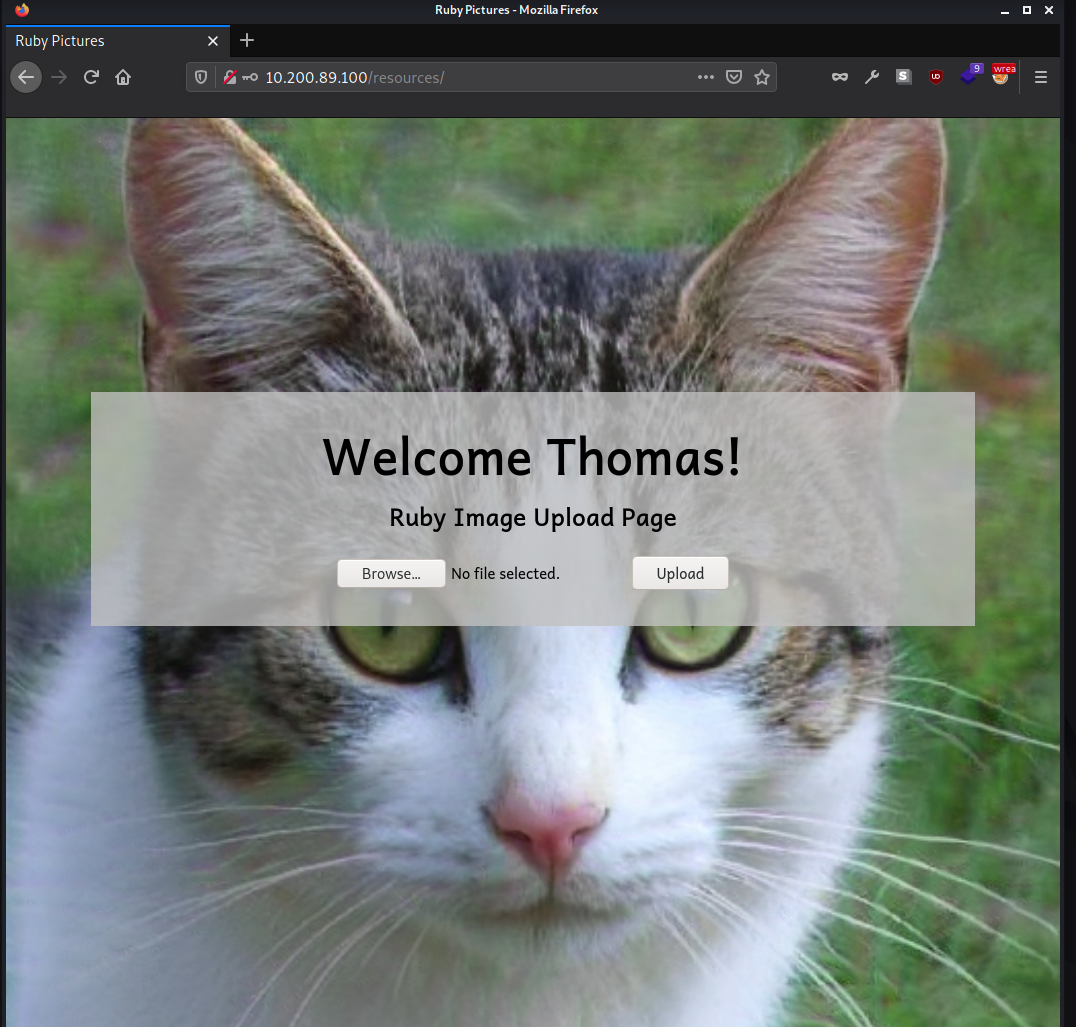 Ruby Pictures - Mozilla Firefox
Ruby Pictures
10.200.89.100/resources/
S
UD
9
wrea
Welcome Thomas!
Ruby Image Upload Page
Browse...
No file selected.
Upload